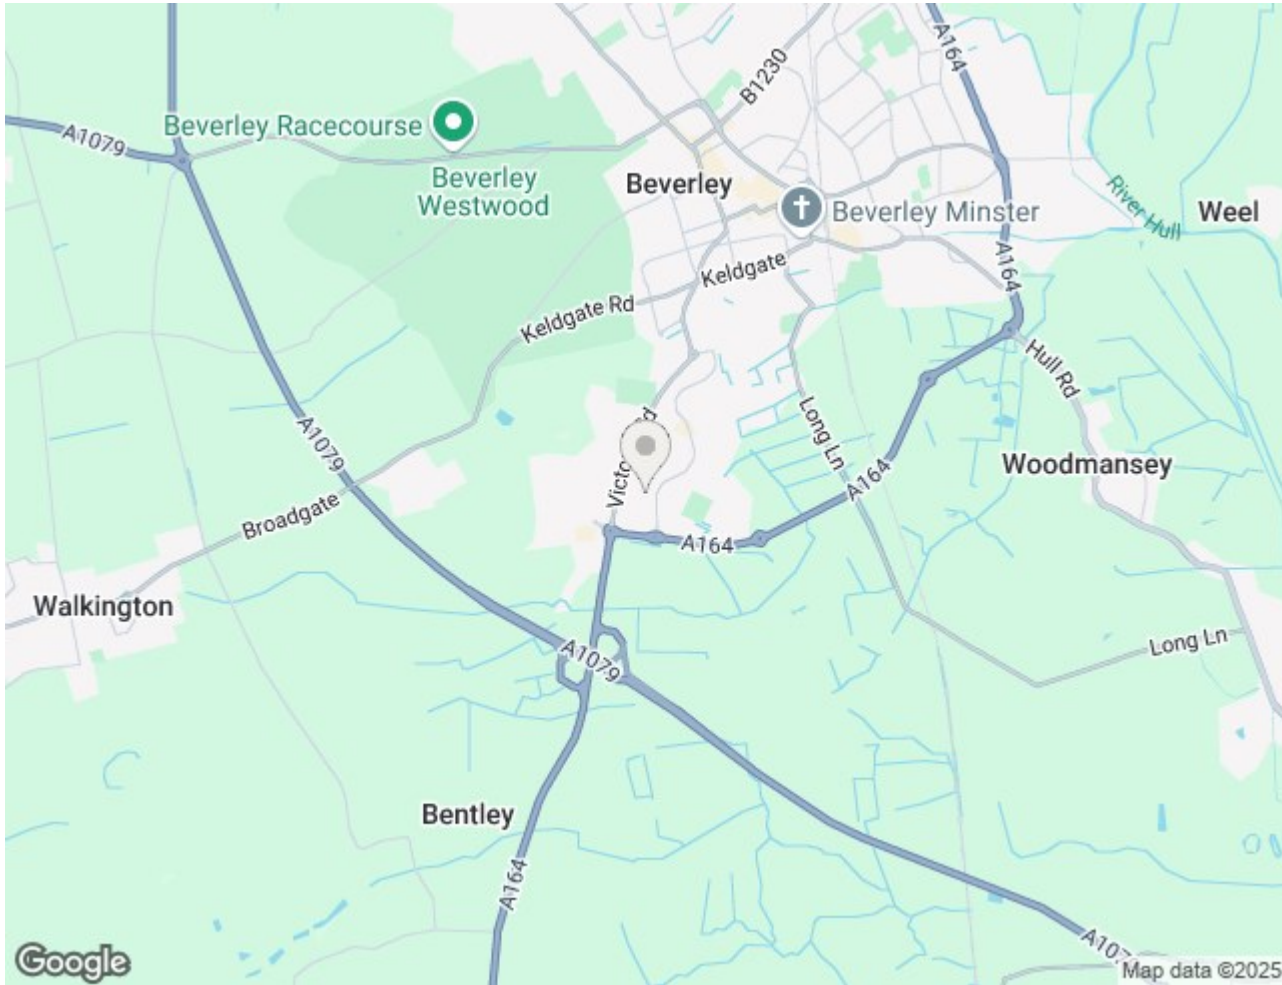 A164
B1230
A1079
Beverley Racecourse
Beverley
Westwood
Beverley
Beverley Minster
River Hull
Weel
Keldgate
A164
Keldgate Rd
Hull Rd
Long Ln
A1079
Woodmansey
A164
Broadgate
A164
Walkington
Long Ln
A1079
Bentley
A164
Google
Map data ©2025